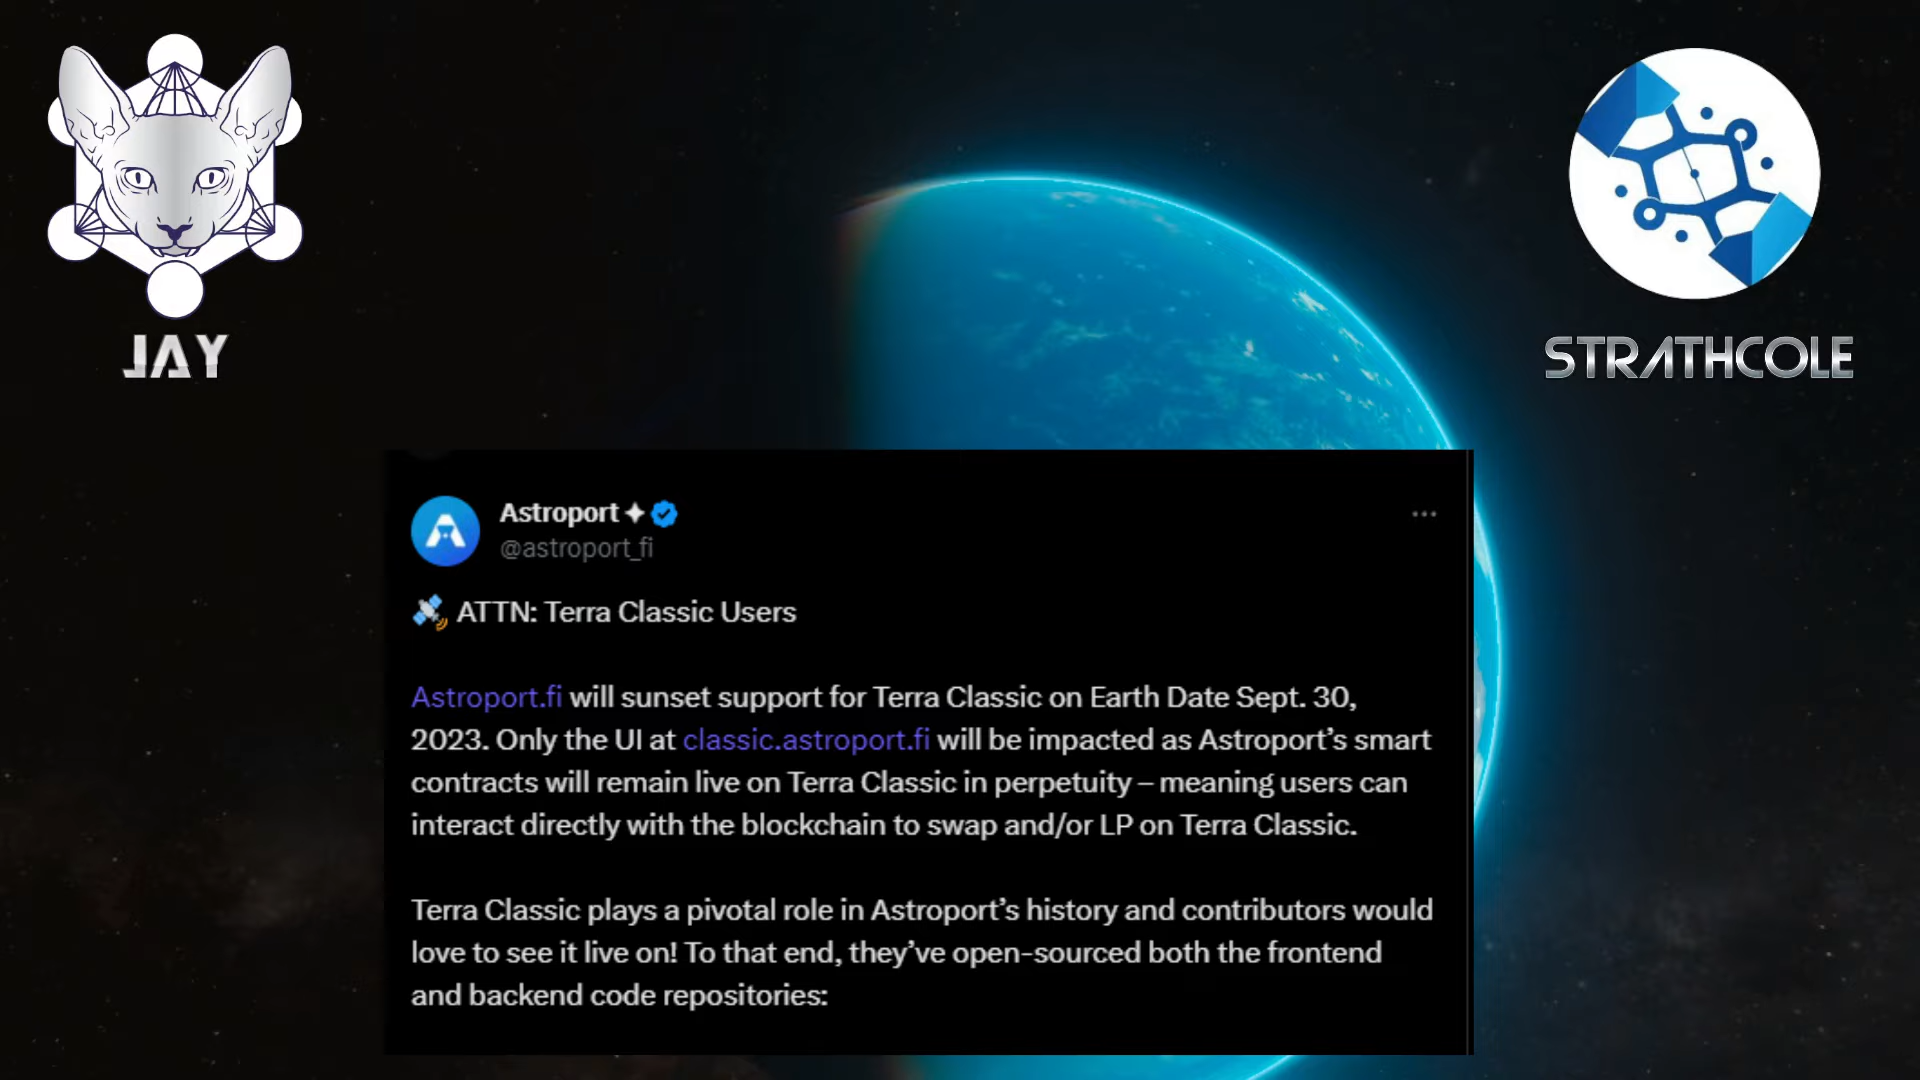 JAY
STRATHCOLE
Astroport
@astroport_fi
ATTN: Terra Classic Users
Astroport.fi will sunset support for Terra Classic on Earth Date Sept. 30,
2023. Only the UI at classic.astroport.fi will be impacted as Astroport’s smart
contracts will remain live on Terra Classic in perpetuity – meaning users can
interact directly with the blockchain to swap and/or LP on Terra Classic.
Terra Classic plays a pivotal role in Astroport’s history and contributors would
love to see it live on! To that end, they’ve open-sourced both the frontend
and backend code repositories: